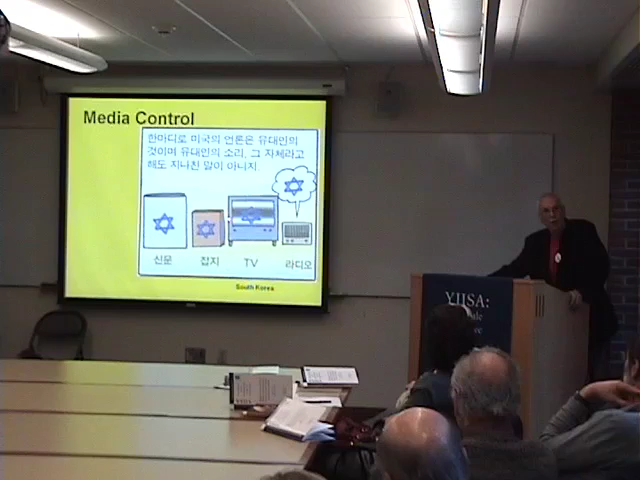 Media Control
한마디로 미국의 언론은 유대인의
것이며 유대인의 소리, 그 자체라고
해도 지나친 말이 아니지.
신문 잡지 TV 라디오
South Korea
YIISA: